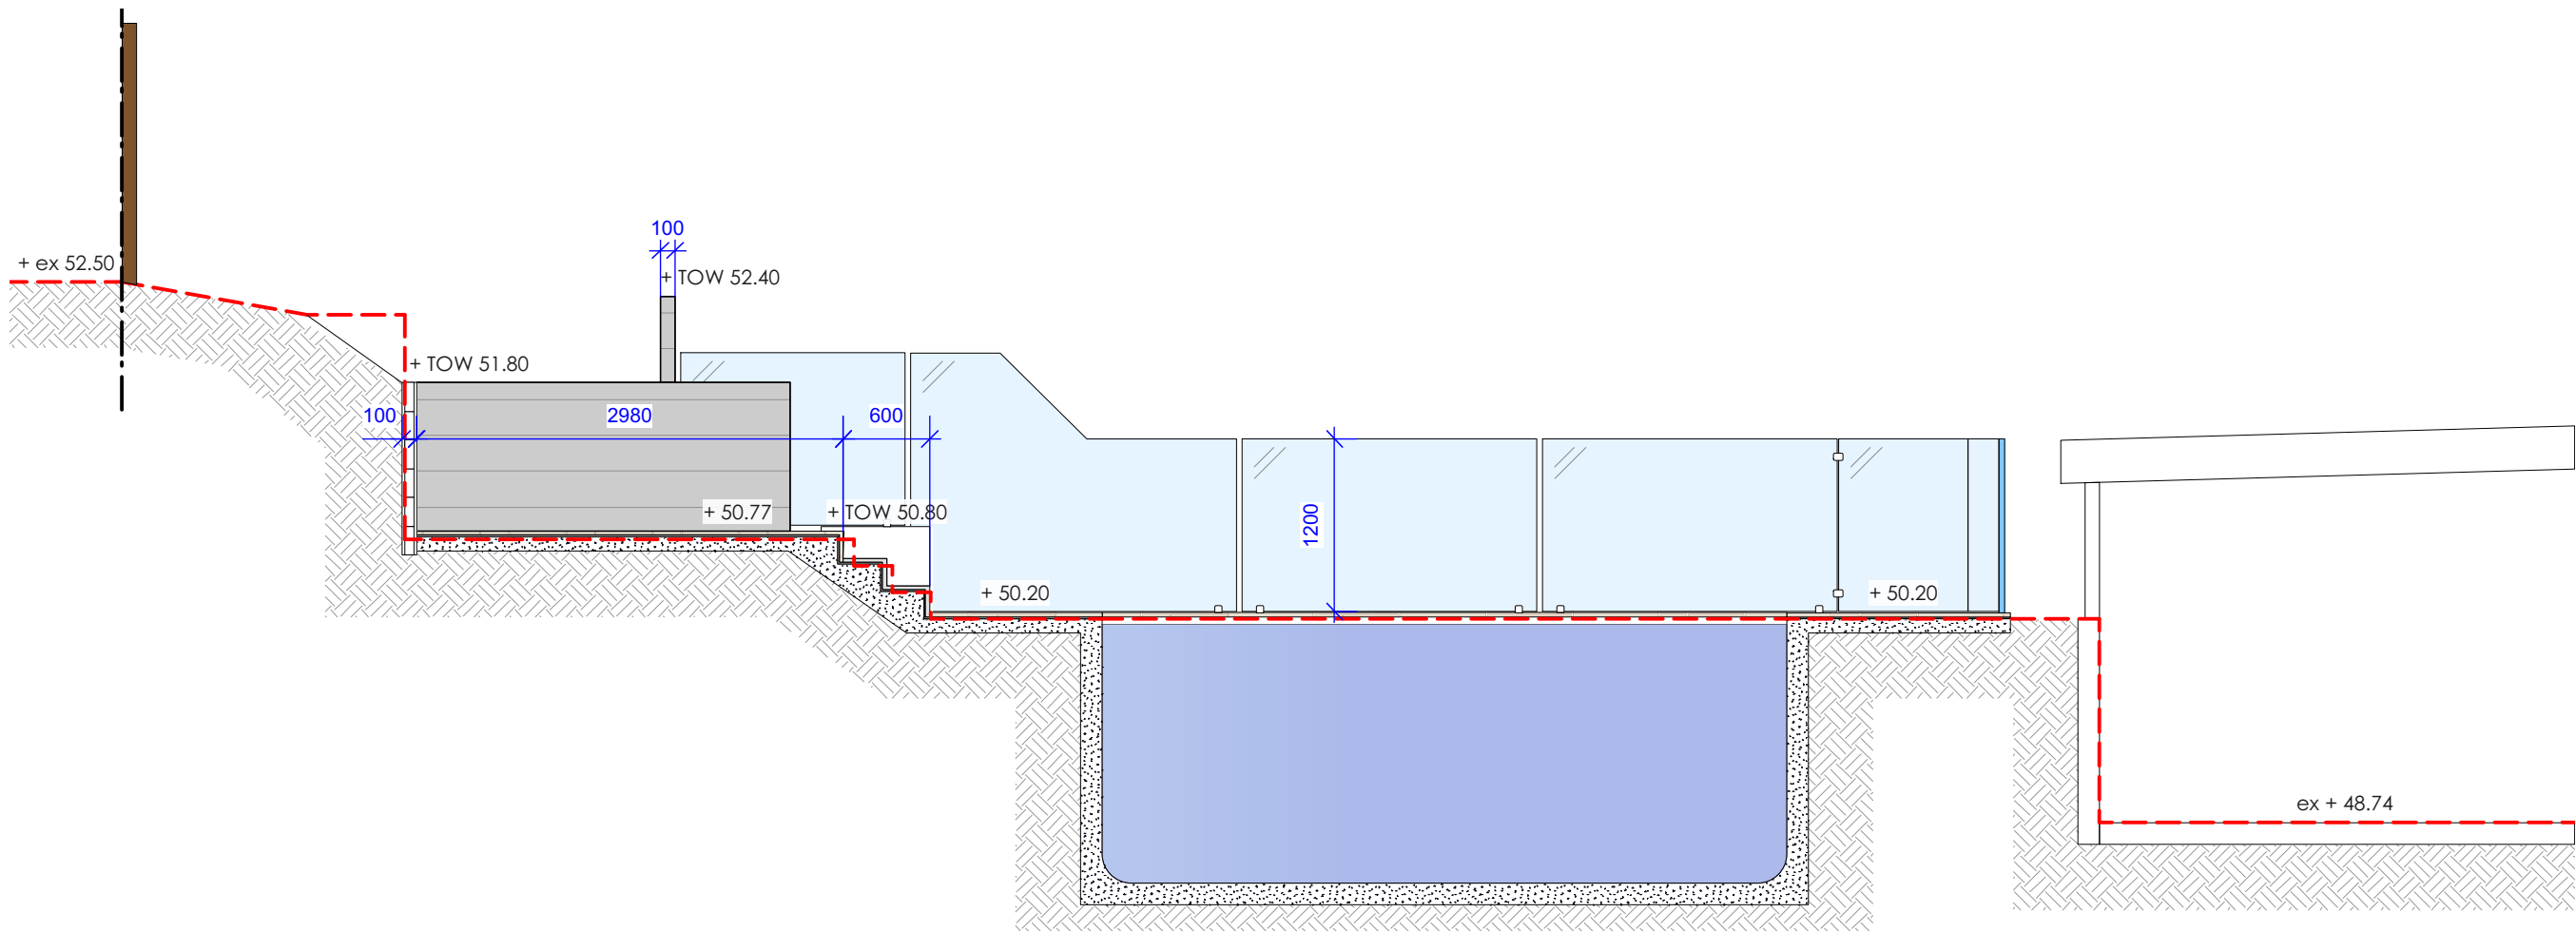 100
+ ex 52.50
+ TOW 52.40
+ TOW 51.80
100
2980
600
+ 50.77
+ TOW 50.80
1200
+ 50.20
+ 50.20
ex + 48.74